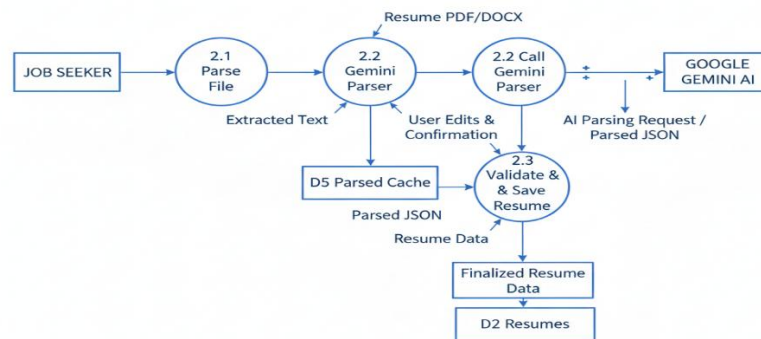 Resume PDF/DOCX
JOB SEEKER
2.1
Parse
File
2.2
Gemini
Parser
2.2 Call
Gemini
Parser
GOOGLE
GEMINI AI
Extracted Text
User Edits &
Confirmation
AI Parsing Request /
Parsed JSON
D5 Parsed Cache
2.3
Validate &
& Save
Resume
Parsed JSON
Resume Data
Finalized Resume
Data
D2 Resumes